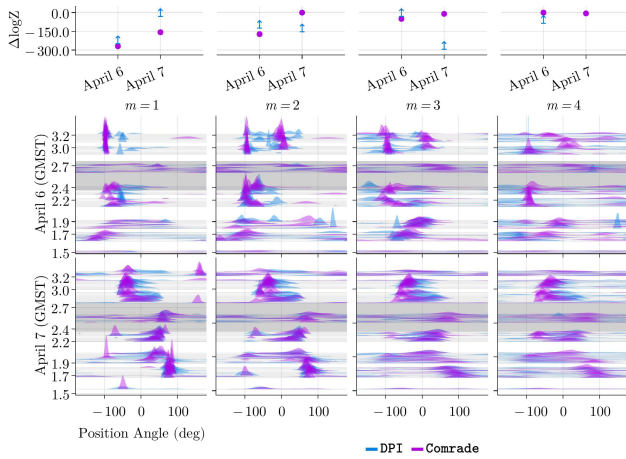 ΔlogZ
0.0
−150.0
−300.0
April 6
April 7
April 6
April 7
April 6
April 7
April 6
April 7
m = 1
m = 2
m = 3
m = 4
April 6 (GMST)
3.2
3.0
2.7
2.4
2.2
1.9
1.7
1.5
April 7 (GMST)
3.2
3.0
2.7
2.4
2.2
1.9
1.7
1.5
−100 0 100
−100 0 100
−100 0 100
−100 0 100
Position Angle (deg)
DPI Comrade